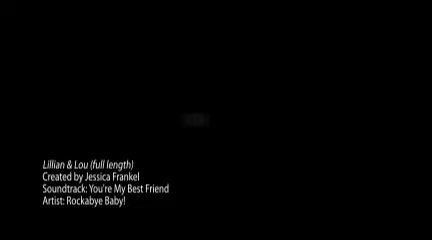 Lillian & Lou (full length)
Created by Jessica Frankel
Soundtrack: You're My Best Friend
Artist: Rockabye Baby!